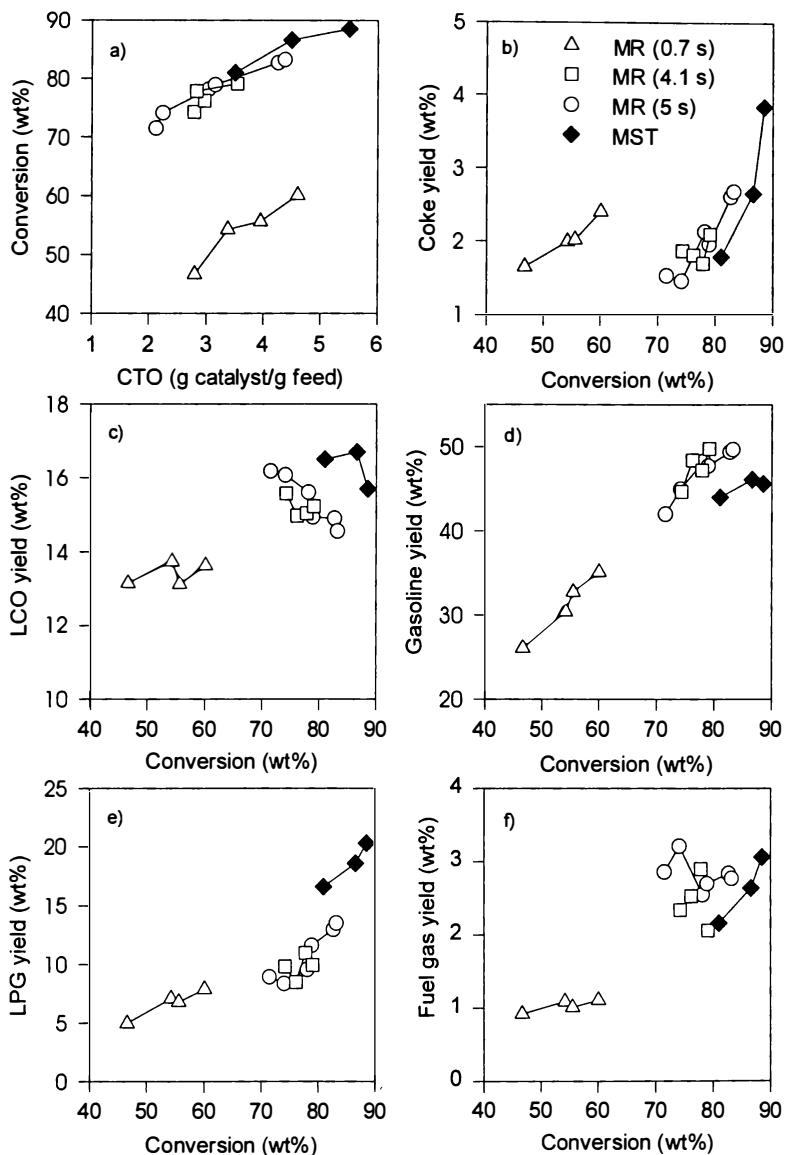 a)
Conversion (wt%)
90
80
70
60
50
40
1 2 3 4 5 6
CTO (g catalyst/g feed)
b)
MR (0.7 s)
MR (4.1 s)
MR (5 s)
MST
Coke yield (wt%)
5
4
3
2
1
40 50 60 70 80 90
Conversion (wt%)
c)
LCO yield (wt%)
18
16
14
12
10
40 50 60 70 80 90
Conversion (wt%)
d)
Gasoline yield (wt%)
50
40
30
20
40 50 60 70 80 90
Conversion (wt%)
e)
LPG yield (wt%)
25
20
15
10
5
0
40 50 60 70 80 90
Conversion (wt%)
f)
Fuel gas yield (wt%)
4
3
2
1
0
40 50 60 70 80 90
Conversion (wt%)